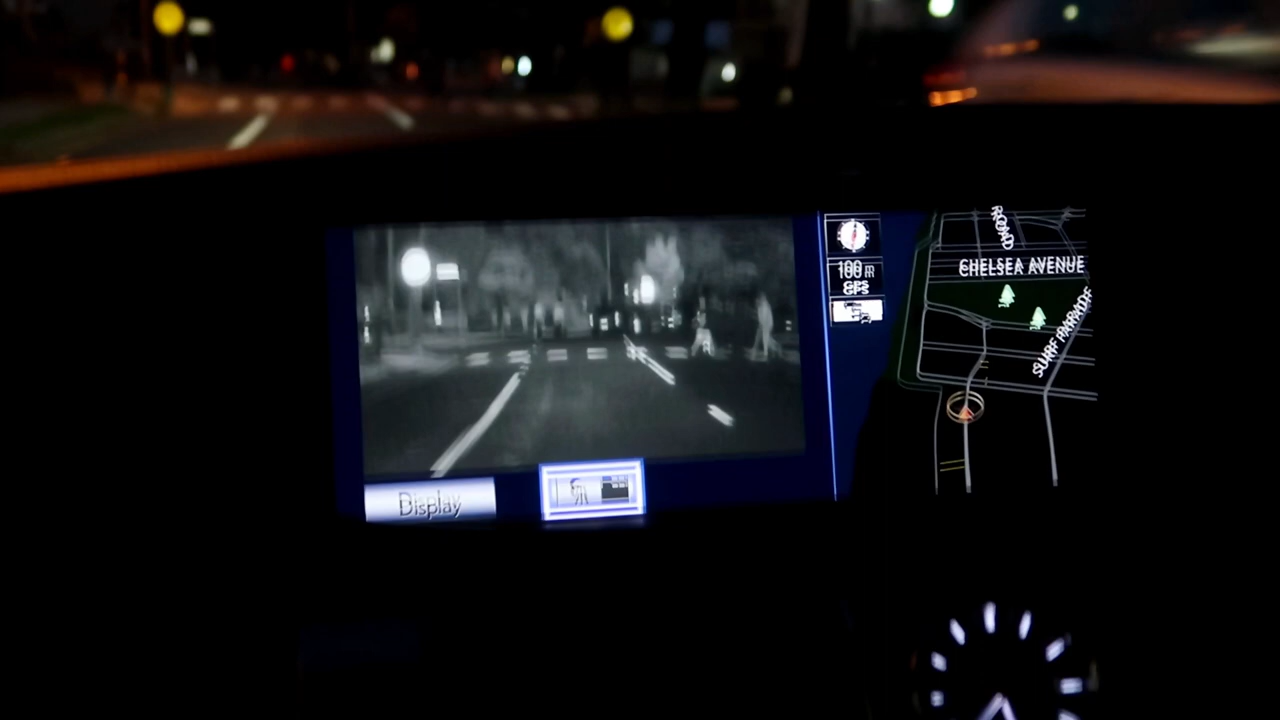 ROAD
CHELSEA AVENUE
100 m
GPS
SURF PARADE
Display